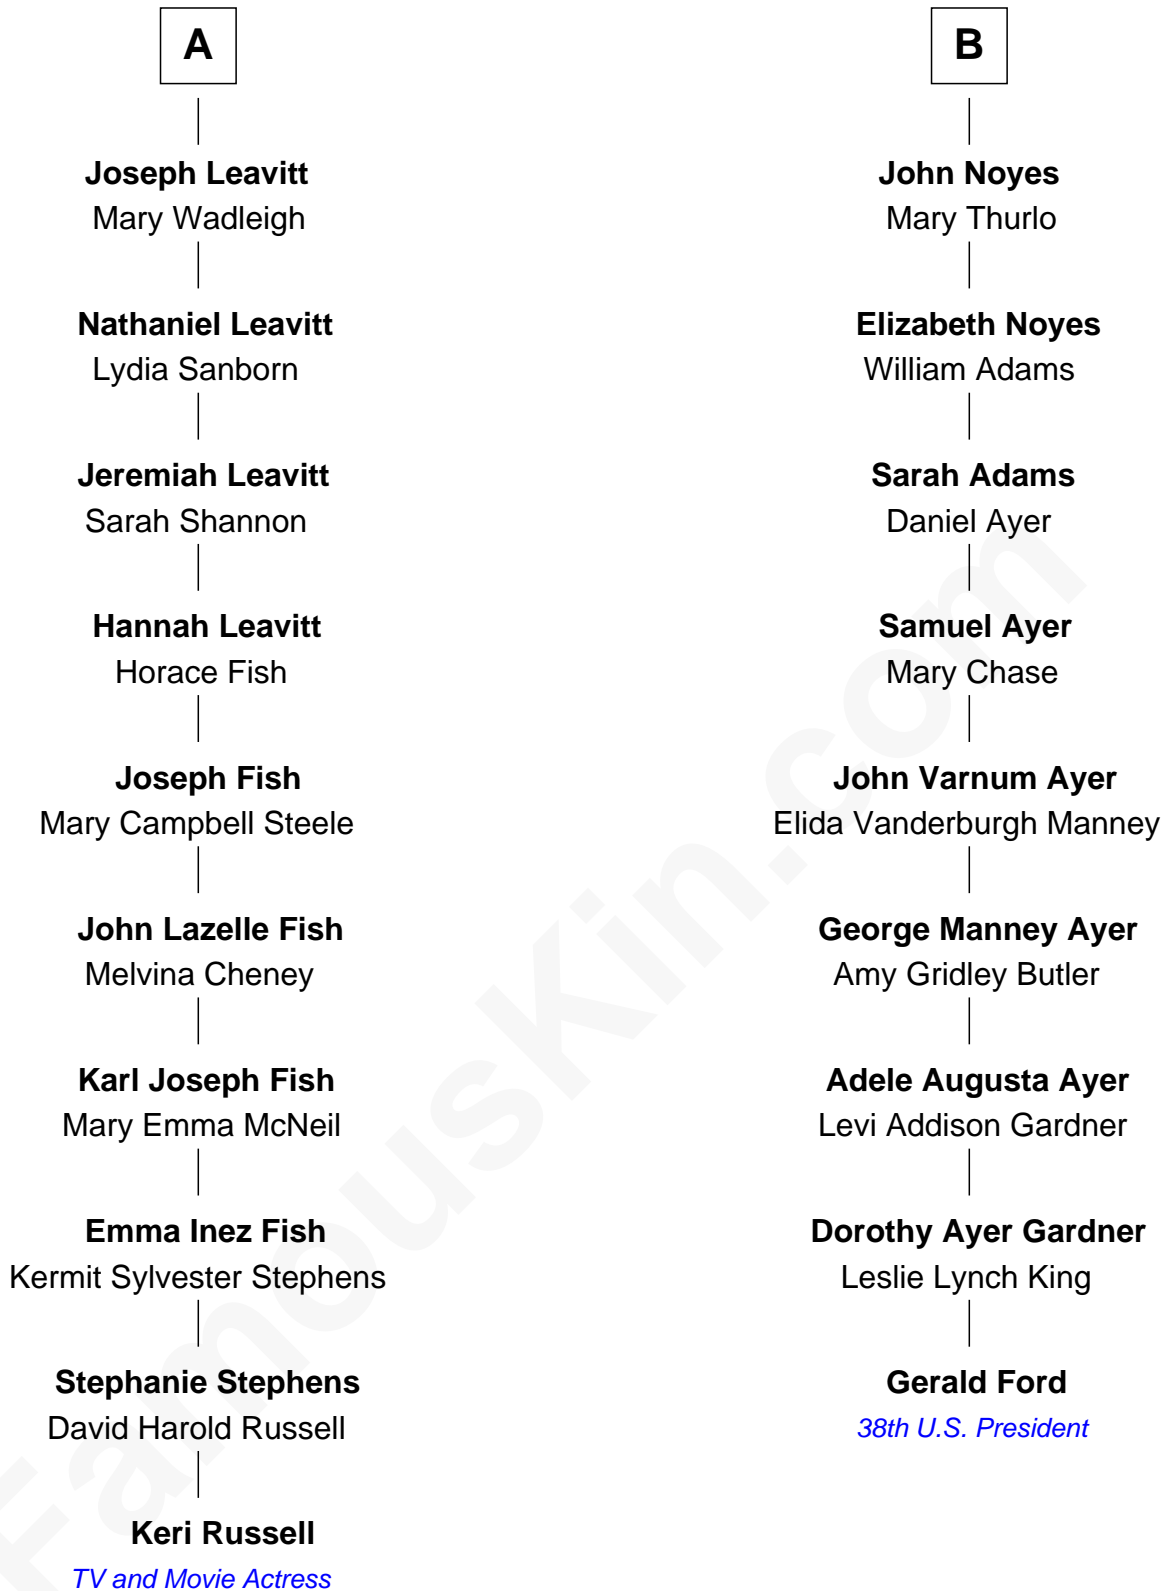 A
Joseph Leavitt
Mary Wadleigh
Nathaniel Leavitt
Lydia Sanborn
Jeremiah Leavitt
Sarah Shannon
Hannah Leavitt
Horace Fish
Joseph Fish
Mary Campbell Steele
John Lazelle Fish
Melvina Cheney
Karl Joseph Fish
Mary Emma McNeil
Emma Inez Fish
Kermit Sylvester Stephens
Stephanie Stephens
David Harold Russell
Keri Russell
TV and Movie Actress
B
John Noyes
Mary Thurlo
Elizabeth Noyes
William Adams
Sarah Adams
Daniel Ayer
Samuel Ayer
Mary Chase
John Varnum Ayer
Elida Vanderburgh Manney
George Manney Ayer
Amy Gridley Butler
Adele Augusta Ayer
Levi Addison Gardner
Dorothy Ayer Gardner
Leslie Lynch King
Gerald Ford
38th U.S. President
FamousKin.com